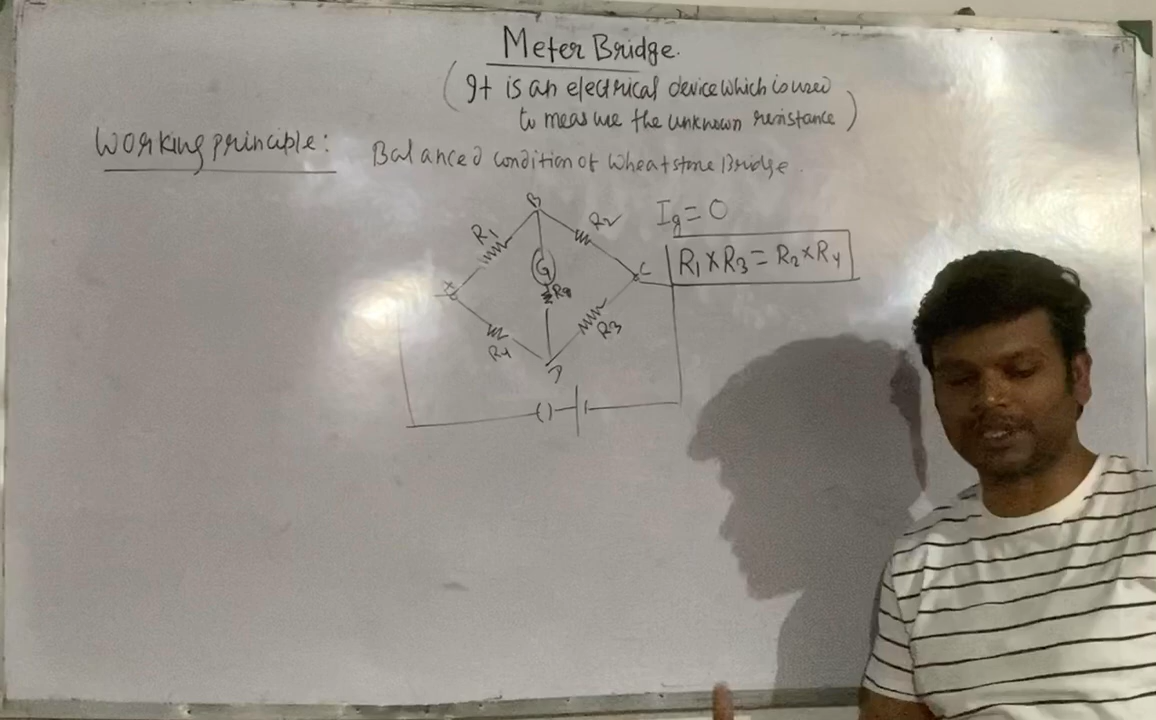 Meter Bridge.
(It is an electrical device which is used
to measure the unknown resistance)
Working principle: Balanced condition of Wheatstone Bridge.
B
R1 R2 Ig = 0
R1 × R3 = R2 × R4
G C
A Rg
R4 R3
D
( )